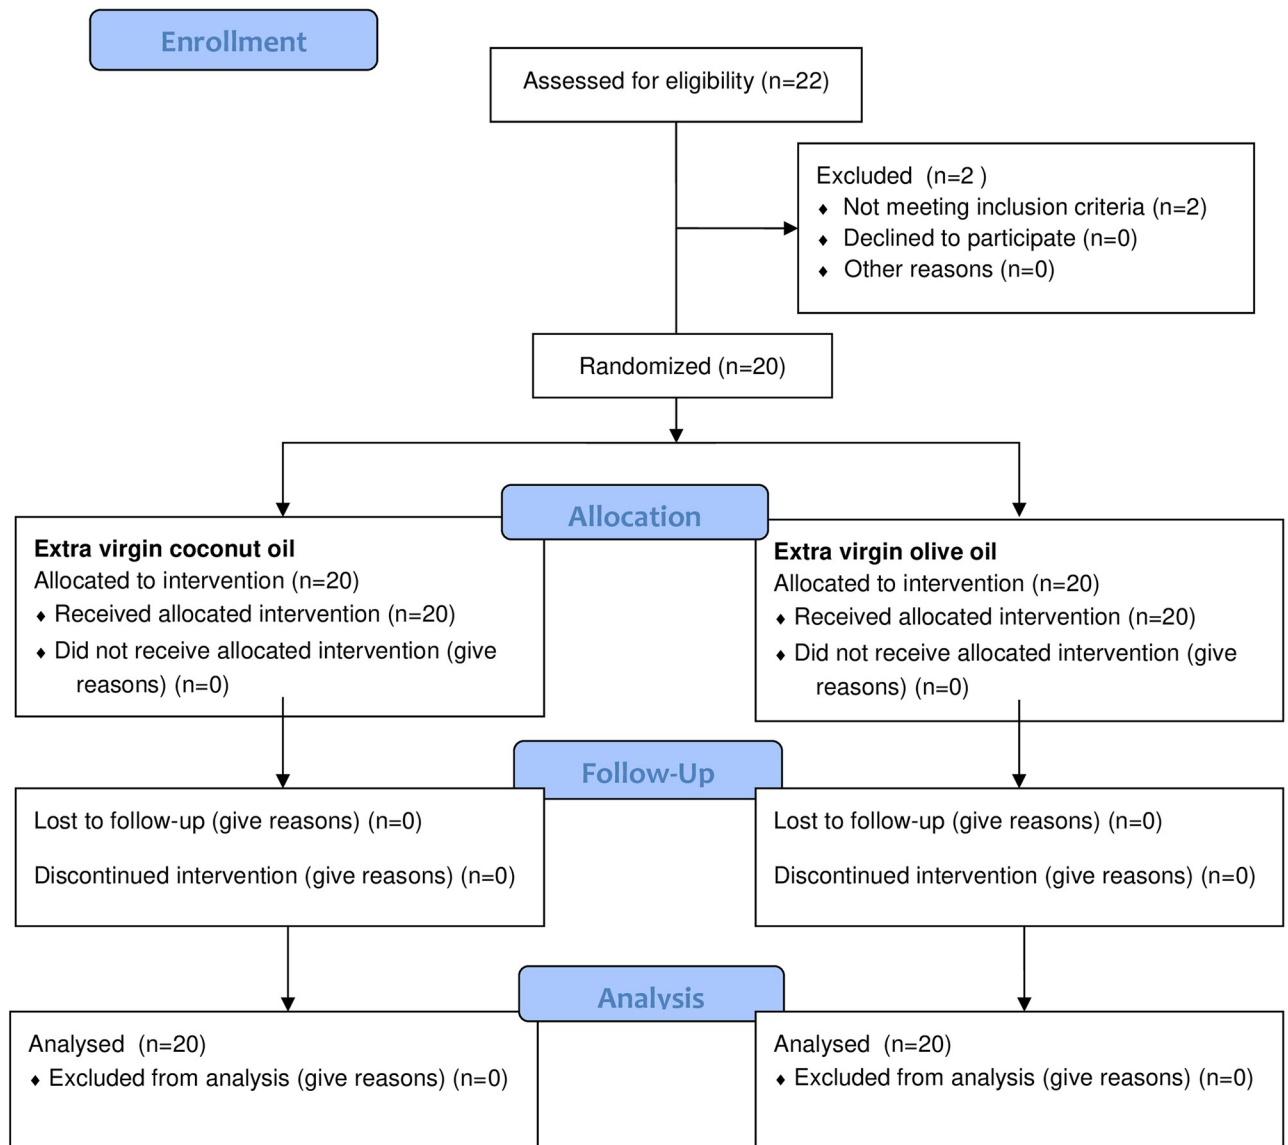 Enrollment
Assessed for eligibility (n=22)
Excluded (n=2 )
♦ Not meeting inclusion criteria (n=2)
♦ Declined to participate (n=0)
♦ Other reasons (n=0)
Randomized (n=20)
Allocation
Extra virgin coconut oil
Allocated to intervention (n=20)
♦ Received allocated intervention (n=20)
♦ Did not receive allocated intervention (give
reasons) (n=0)
Extra virgin olive oil
Allocated to intervention (n=20)
♦ Received allocated intervention (n=20)
♦ Did not receive allocated intervention (give
reasons) (n=0)
Follow-Up
Lost to follow-up (give reasons) (n=0)
Discontinued intervention (give reasons) (n=0)
Lost to follow-up (give reasons) (n=0)
Discontinued intervention (give reasons) (n=0)
Analysis
Analysed (n=20)
♦ Excluded from analysis (give reasons) (n=0)
Analysed (n=20)
♦ Excluded from analysis (give reasons) (n=0)